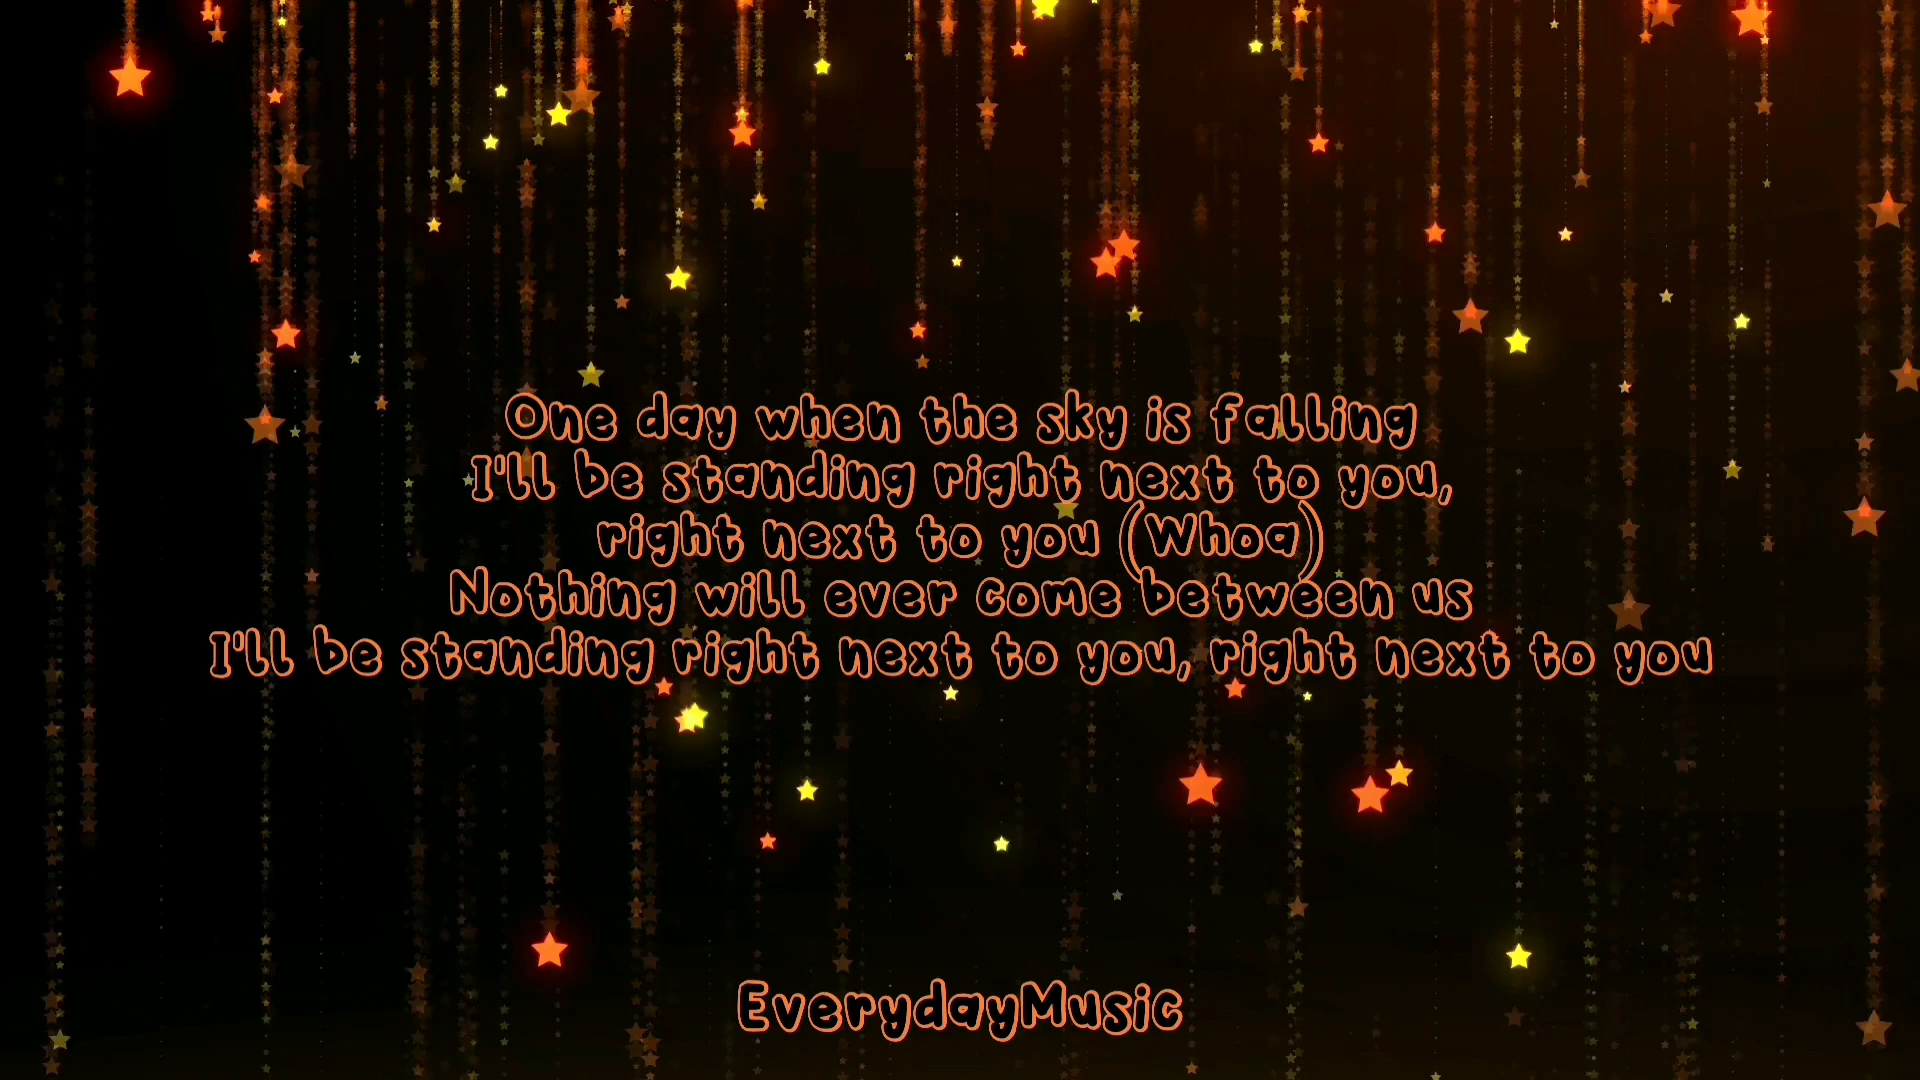 One day when the sky is falling
I'll be standing right next to you,
right next to you (Whoa)
Nothing will ever come between us
I'll be standing right next to you, right next to you
EverydayMusic